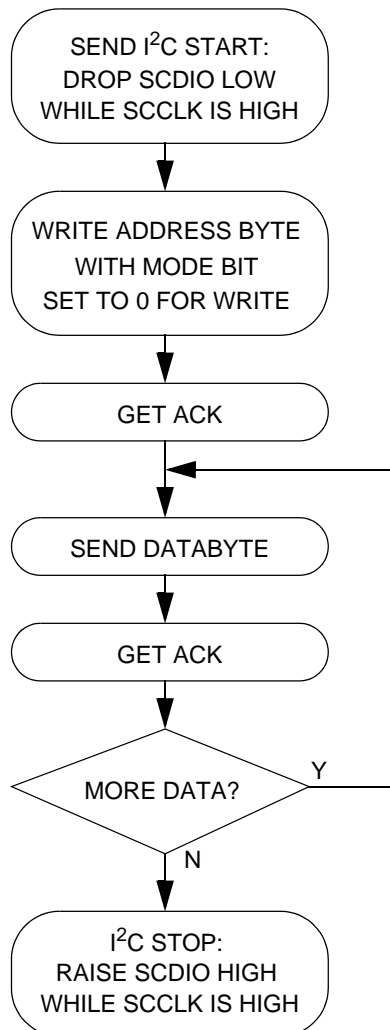 SEND I²C START:
DROP SCDIO LOW
WHILE SCCLK IS HIGH
WRITE ADDRESS BYTE
WITH MODE BIT
SET TO 0 FOR WRITE
GET ACK
SEND DATABYTE
GET ACK
MORE DATA?
Y
N
I²C STOP:
RAISE SCDIO HIGH
WHILE SCCLK IS HIGH